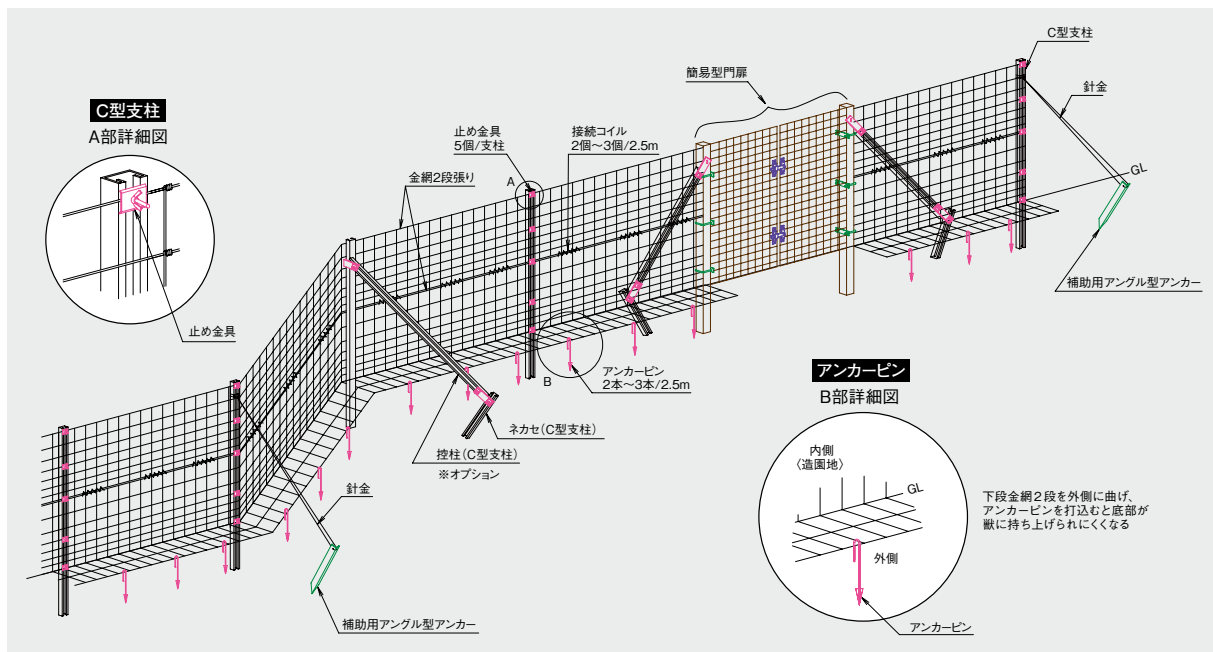 C型支柱
A部詳細図
止め金具
金網2段張り
止め金具
5個/支柱
A
接続コイル
2個～3個/2.5m
簡易型門扉
C型支柱
針金
GL
補助用アングル型アンカー
B
アンカーピン
2本～3本/2.5m
ネカセ(C型支柱)
控柱(C型支柱)
※オプション
針金
補助用アングル型アンカー
アンカーピン
B部詳細図
内側
〈造園地〉
GL
外側
アンカーピン
下段金網２段を外側に曲げ、
アンカーピンを打込むと底部が
獣に持ち上げられにくくなる